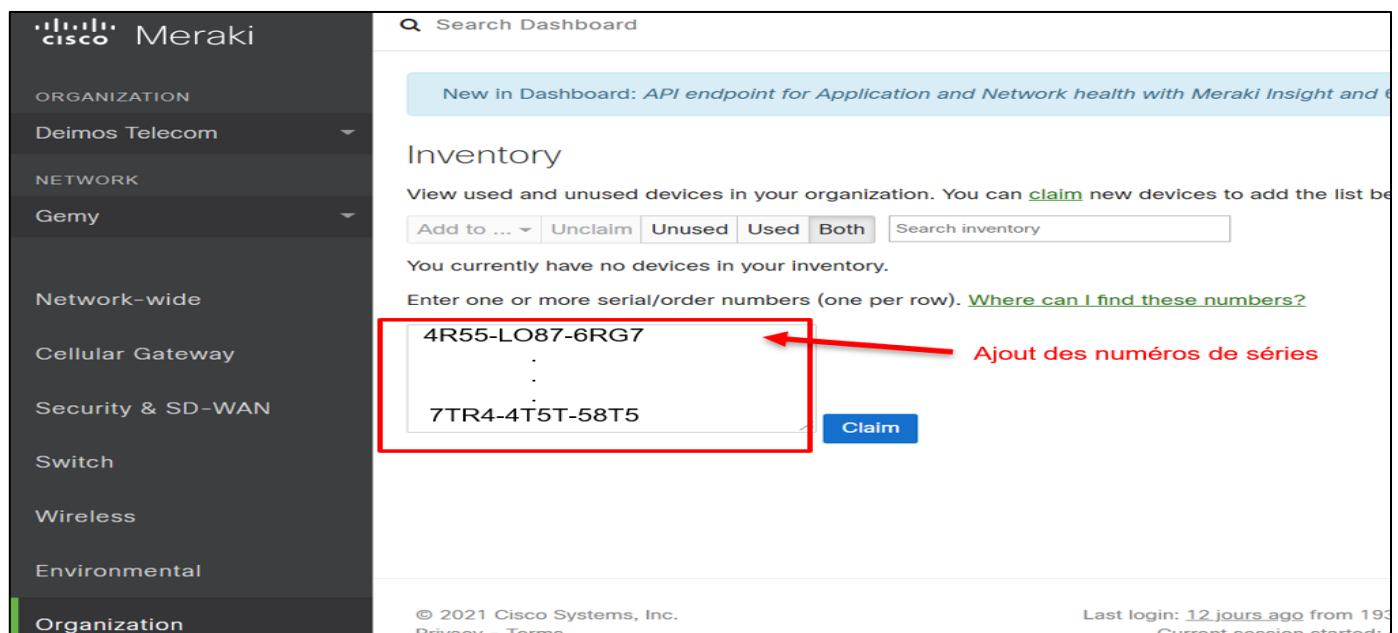 cisco Meraki
Search Dashboard
ORGANIZATION
Deimos Telecom
NETWORK
Gemy
Network-wide
Cellular Gateway
Security & SD-WAN
Switch
Wireless
Environmental
Organization
New in Dashboard: API endpoint for Application and Network health with Meraki Insight and
Inventory
View used and unused devices in your organization. You can claim new devices to add the list be
Add to ... Unclaim Unused Used Both Search inventory
You currently have no devices in your inventory.
Enter one or more serial/order numbers (one per row). Where can I find these numbers?
4R55-LO87-6RG7
.
.
.
7TR4-4T5T-58T5
Claim
Ajout des numéros de séries
© 2021 Cisco Systems, Inc.
Privacy - Terms
Last login: 12 jours ago from 193
Current session started: